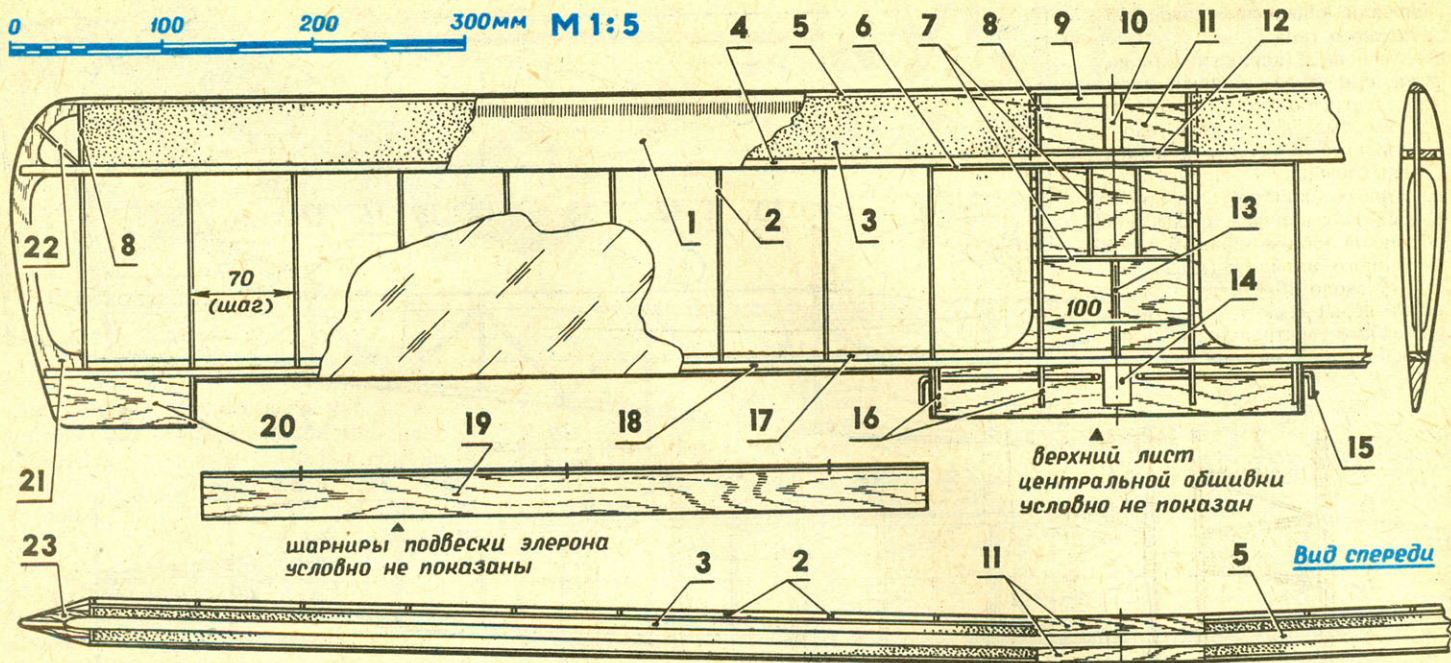 0 100 200 300мм М 1:5
4 5 6 7 8 9 10 11 12
22 8 1 2 3 13
70
(шаг)
14
100
21 20 19 18 17 16 15
верхний лист
центральной обшивки
условно не показан
шарниры подвески элерона
условно не показаны
Вид спереди
23 3 2 11 5